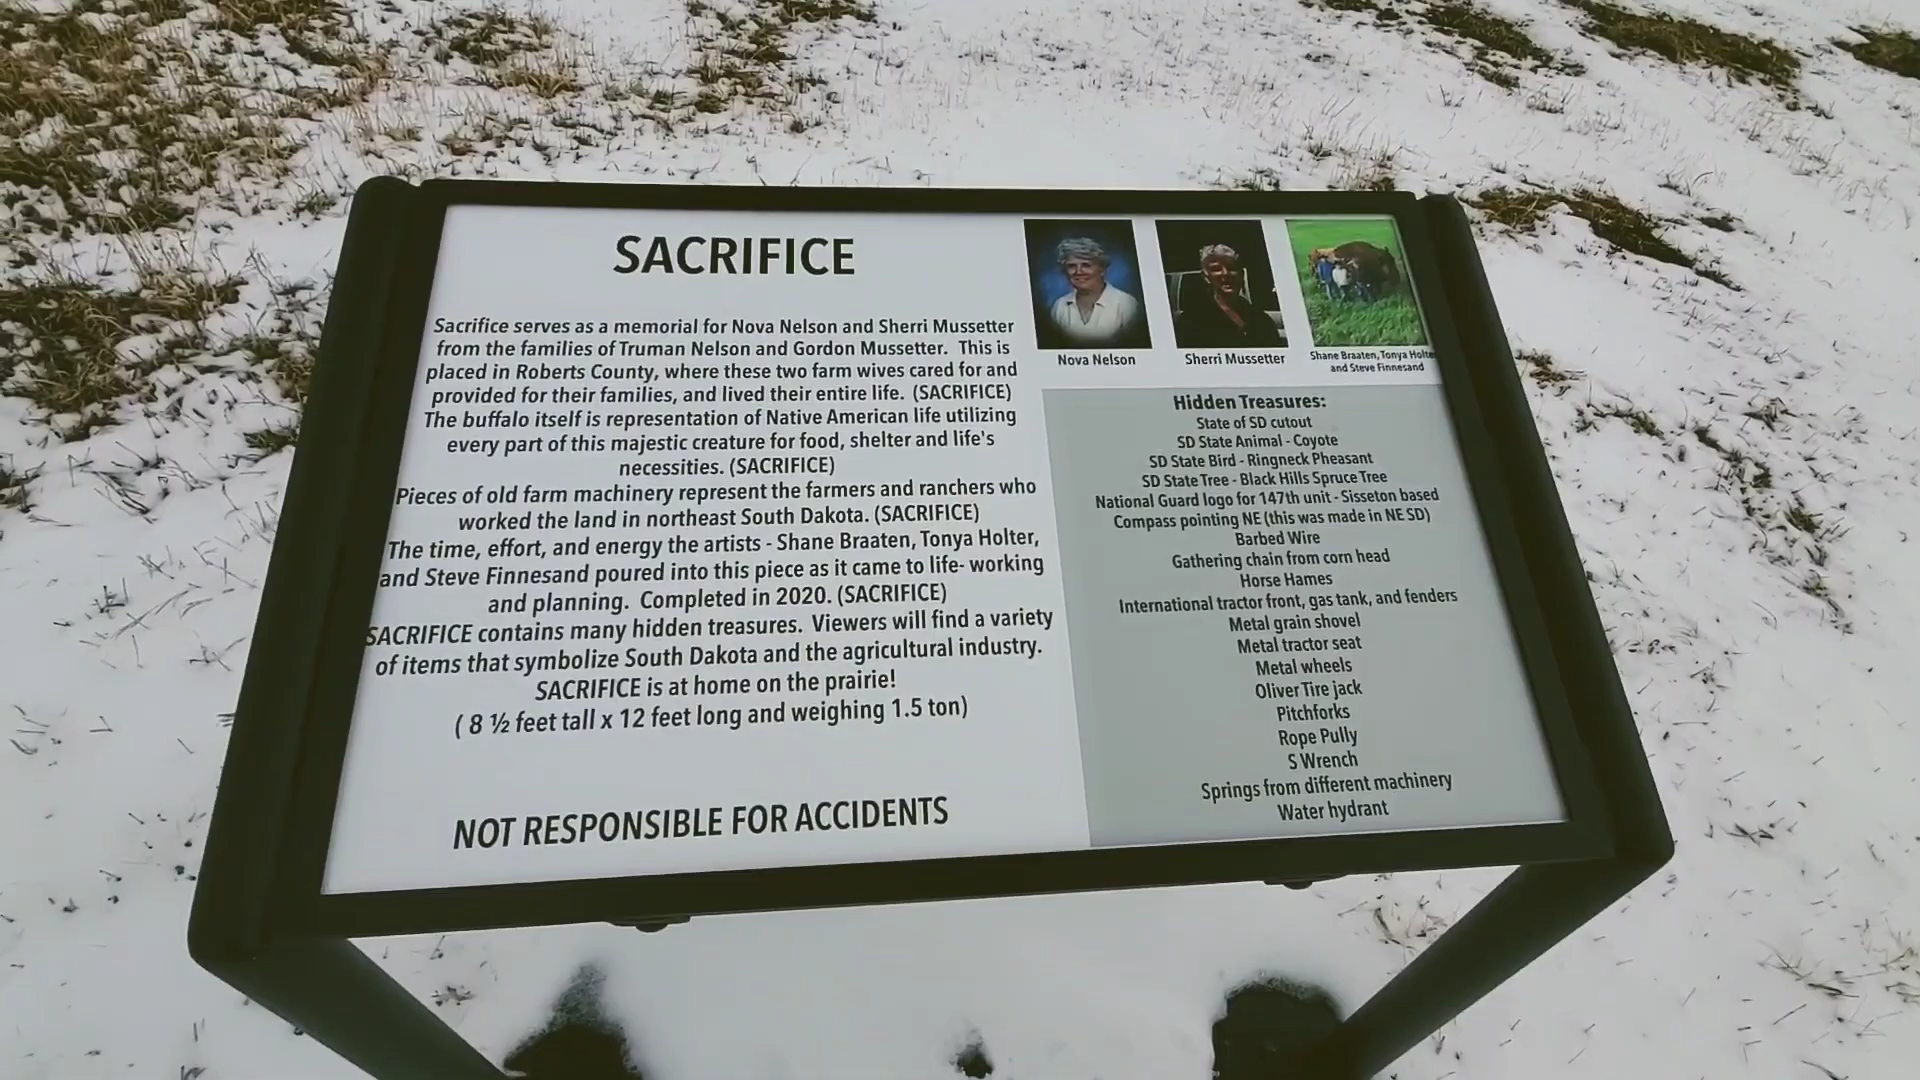 SACRIFICE
Sacrifice serves as a memorial for Nova Nelson and Sherri Mussetter
from the families of Truman Nelson and Gordon Mussetter. This is
placed in Roberts County, where these two farm wives cared for and
provided for their families, and lived their entire life. (SACRIFICE)
The buffalo itself is representation of Native American life utilizing
every part of this majestic creature for food, shelter and life's
necessities. (SACRIFICE)
Pieces of old farm machinery represent the farmers and ranchers who
worked the land in northeast South Dakota. (SACRIFICE)
The time, effort, and energy the artists - Shane Braaten, Tonya Holter,
and Steve Finnesand poured into this piece as it came to life- working
and planning. Completed in 2020. (SACRIFICE)
SACRIFICE contains many hidden treasures. Viewers will find a variety
of items that symbolize South Dakota and the agricultural industry.
SACRIFICE is at home on the prairie!
( 8 ½ feet tall x 12 feet long and weighing 1.5 ton)
NOT RESPONSIBLE FOR ACCIDENTS
Nova Nelson
Sherri Mussetter
Shane Braaten, Tonya Holter
and Steve Finnesand
Hidden Treasures:
State of SD cutout
SD State Animal - Coyote
SD State Bird - Ringneck Pheasant
SD State Tree - Black Hills Spruce Tree
National Guard logo for 147th unit - Sisseton based
Compass pointing NE (this was made in NE SD)
Barbed Wire
Gathering chain from corn head
Horse Hames
International tractor front, gas tank, and fenders
Metal grain shovel
Metal tractor seat
Metal wheels
Oliver Tire jack
Pitchforks
Rope Pully
S Wrench
Springs from different machinery
Water hydrant